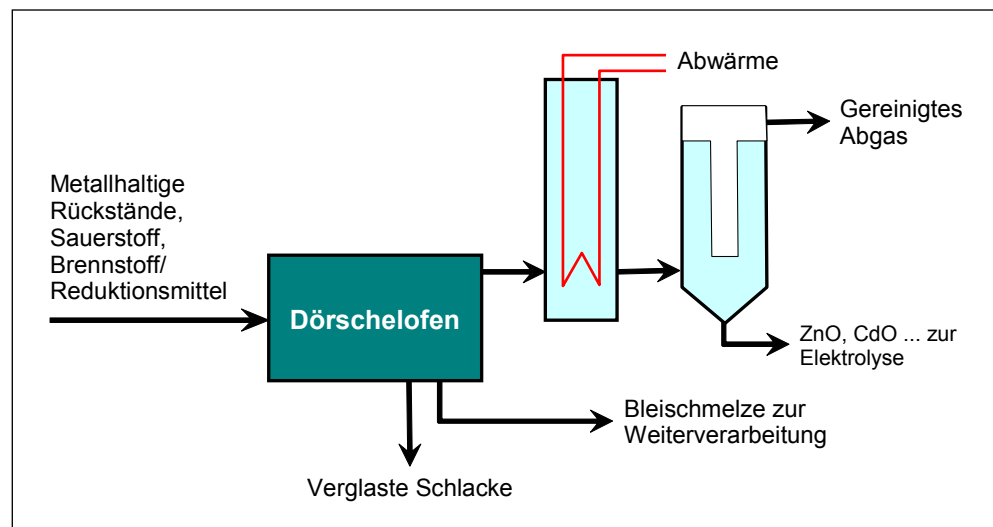 Abwärme
Gereinigtes
Abgas
Metallhaltige
Rückstände,
Sauerstoff,
Brennstoff/
Reduktionsmittel
Dörschelofen
ZnO, CdO ... zur
Elektrolyse
Bleischmelze zur
Weiterverarbeitung
Verglaste Schlacke